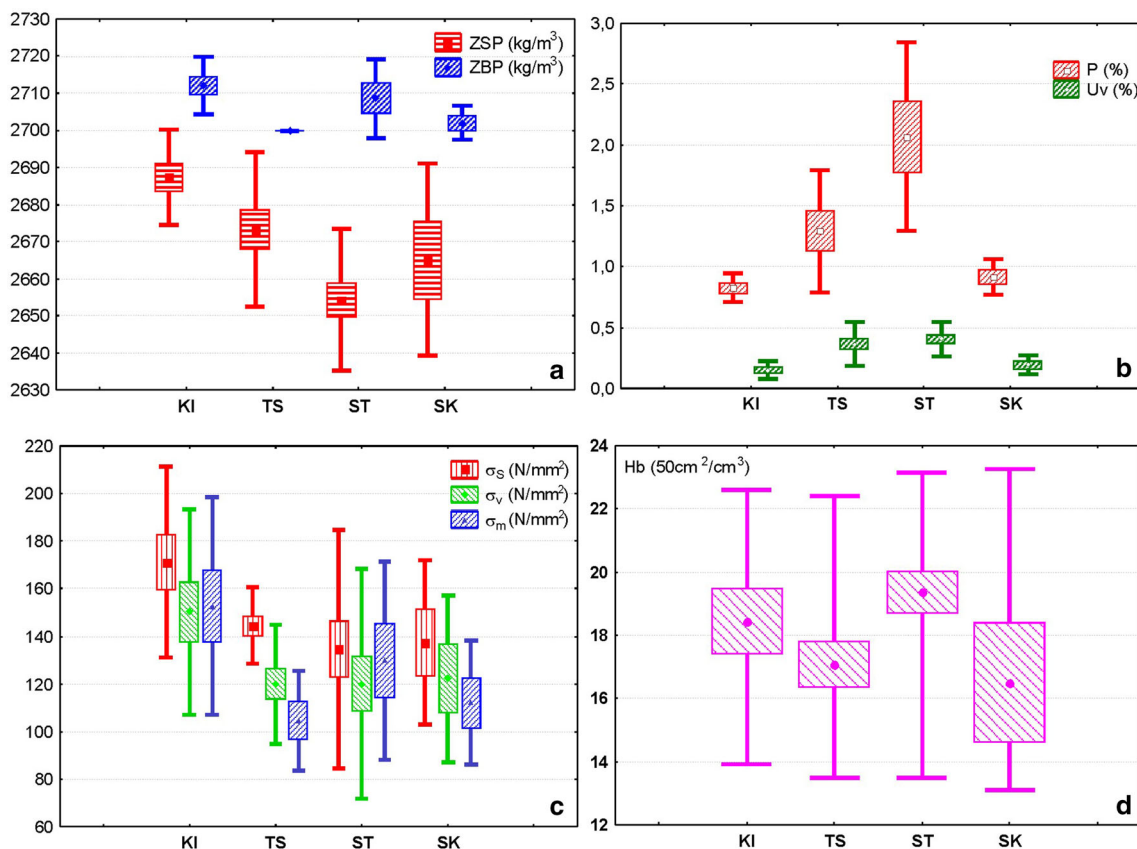 2730
2720
2710
2700
2690
2680
2670
2660
2650
2640
2630
ZSP (kg/m³)
ZBP (kg/m³)
a
KI TS ST SK
3,0
2,5
2,0
1,5
1,0
0,5
0,0
P (%)
Uv (%)
b
KI TS ST SK
220
200
180
160
140
120
100
80
60
σS (N/mm²)
σv (N/mm²)
σm (N/mm²)
c
KI TS ST SK
24
22
20
18
16
14
12
Hb (50cm²/cm³)
d
KI TS ST SK